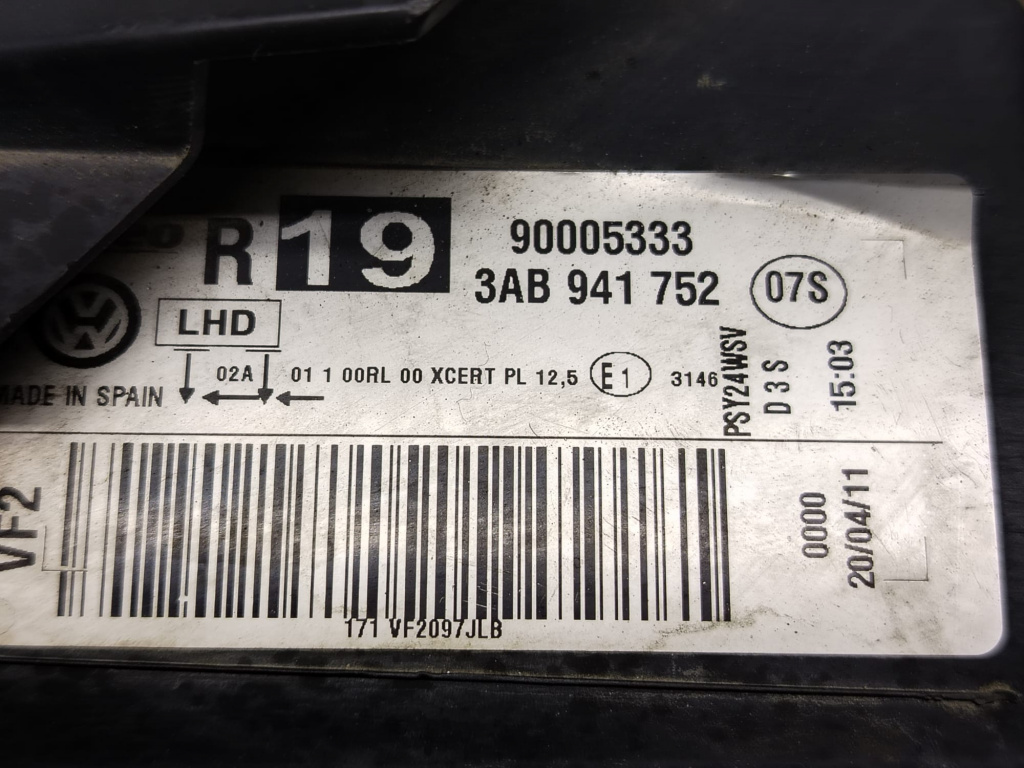 R 19
90005333
3AB 941 752
07S
LHD
02A 01 1 00RL 00 XCERT PL 12,5 E1 3146
MADE IN SPAIN
PSY24WSV
D3S
15:03
VF2
0000
20/04/11
171 VF2097JLB